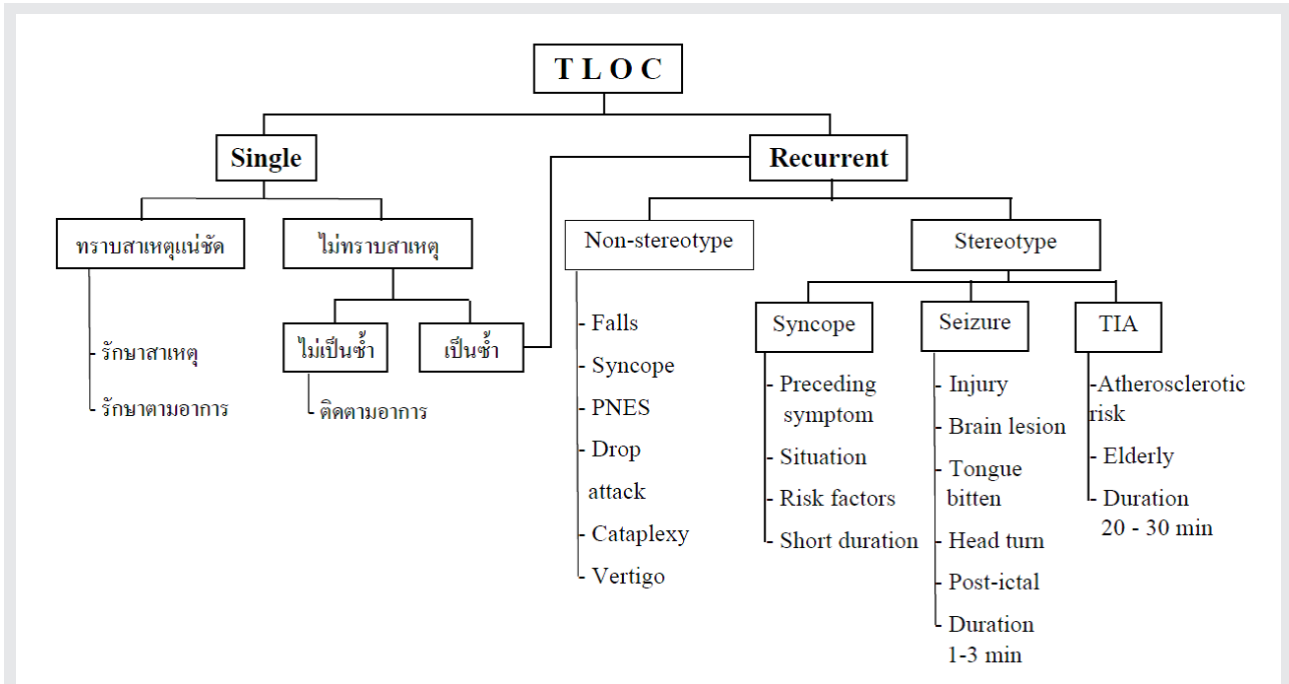 T L O C
Single
Recurrent
ทราบสาเหตุแน่ชัด
ไม่ทราบสาเหตุ
Non-stereotype
Stereotype
- รักษาสาเหตุ
- รักษาตามอาการ
ไม่เป็นซ้ำ
เป็นซ้ำ
- ติดตามอาการ
- Falls
- Syncope
- PNES
- Drop
attack
- Cataplexy
- Vertigo
Syncope
Seizure
TIA
- Preceding
symptom
- Situation
- Risk factors
- Short duration
- Injury
- Brain lesion
- Tongue
bitten
- Head turn
- Post-ictal
- Duration
1-3 min
-Atherosclerotic
risk
- Elderly
- Duration
20 - 30 min